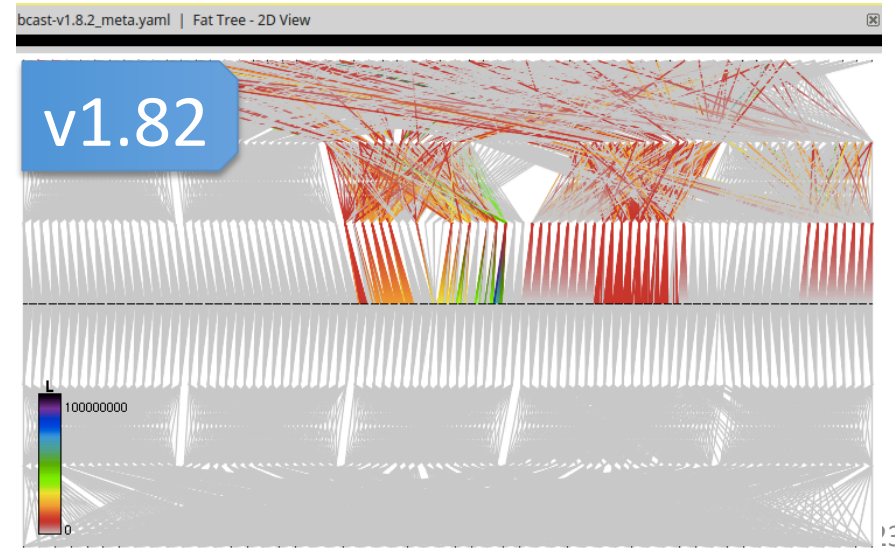 bcast-v1.8.2_meta.yaml | Fat Tree - 2D View
v1.82
L
100000000
0